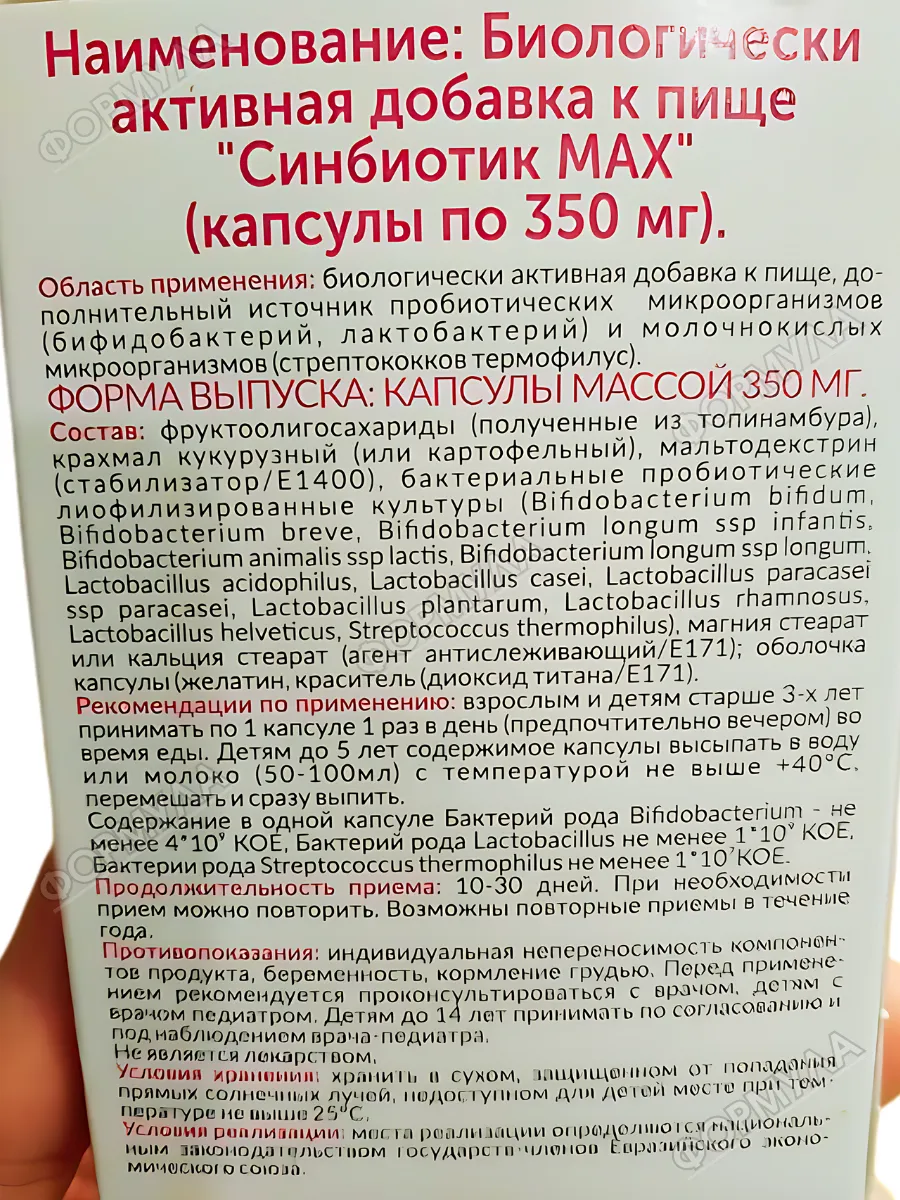 Наименование: Биологически
активная добавка к пище
"Синбиотик МАХ"
(капсулы по 350 мг).
Область применения: биологически активная добавка к пище, до-
полнительный источник пробиотических микроорганизмов
(бифидобактерий, лактобактерий) и молочнокислых
микроорганизмов (стрептококков термофилус).
ФОРМА ВЫПУСКА: КАПСУЛЫ МАССОЙ 350 МГ.
Состав: фруктоолигосахариды (полученные из топинамбура),
крахмал кукурузный (или картофельный), мальтодекстрин
(стабилизатор/Е1400), бактериальные пробиотические
лиофилизированные культуры (Bifidobacterium bifidum,
Bifidobacterium breve, Bifidobacterium longum ssp infantis,
Bifidobacterium animalis ssp lactis, Bifidobacterium longum ssp longum,
Lactobacillus acidophilus, Lactobacillus casei, Lactobacillus paracasei
ssp paracasei, Lactobacillus plantarum, Lactobacillus rhamnosus,
Lactobacillus helveticus, Streptococcus thermophilus), магния стеарат
или кальция стеарат (агент антислеживающий/Е171); оболочка
капсулы (желатин, краситель (диоксид титана/Е171).
Рекомендации по применению: взрослым и детям старше 3-х лет
принимать по 1 капсуле 1 раз в день (предпочтительно вечером) во
время еды. Детям до 5 лет содержимое капсулы высыпать в воду
или молоко (50-100мл) с температурой не выше +40°С,
перемешать и сразу выпить.
Содержание в одной капсуле Бактерий рода Bifidobacterium - не
менее 4*10⁹ КОЕ, Бактерий рода Lactobacillus не менее 1*10⁹ КОЕ,
Бактерии рода Streptococcus thermophilus не менее 1*10⁷КОЕ.
Продолжительность приема: 10-30 дней. При необходимости
прием можно повторить. Возможны повторные приемы в течение
года.
Противопоказания: индивидуальная непереносимость компонен-
тов продукта, беременность, кормление грудью. Перед примене-
нием рекомендуется проконсультироваться с врачом, детям с
врачом педиатром. Детям до 14 лет принимать по согласованию и
под наблюдением врача-педиатра.
Не является лекарством.
Условия хранения: хранить в сухом, защищенном от попадания
прямых солнечных лучей, недоступном для детей месте при тем-
пературе не выше 25°С.
Условия реализации: места реализации определяются националь-
ным законодательством государств-членов Евразийского эконо-
мического союза.
ФОРМУЛА
ФОРМУЛА
ФОРМУЛА
ФОРМУЛА
ФОРМУЛА
ФОРМУЛА